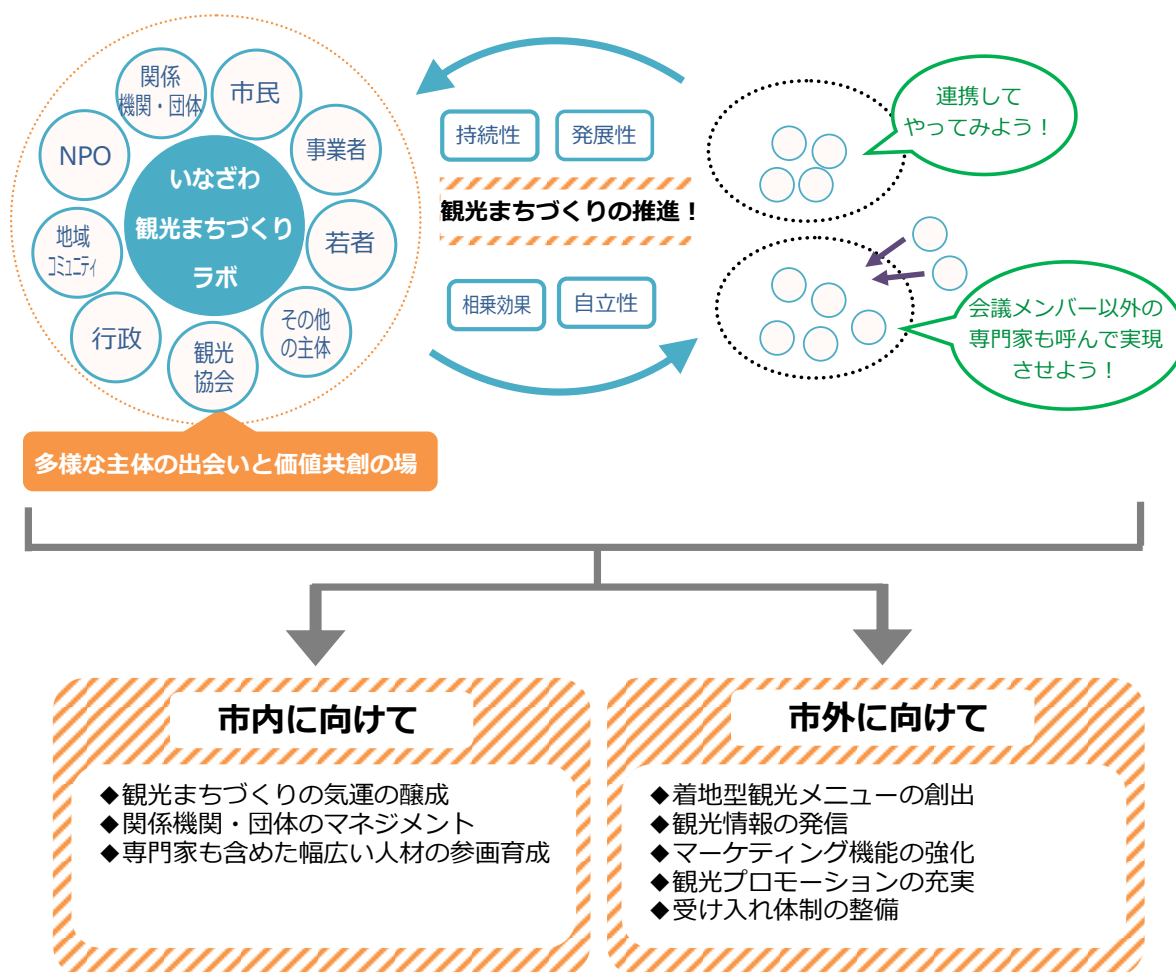 関係
機関・団体
市民
NPO
事業者
いなざわ
観光まちづくり
ラボ
地域
コミュニティ
若者
行政
その他
の主体
観光
協会
多様な主体の出会いと価値共創の場
持続性
発展性
観光まちづくりの推進！
相乗効果
自立性
連携して
やってみよう！
会議メンバー以外の
専門家も呼んで実現
させよう！
市内に向けて
◆観光まちづくりの気運の醸成
◆関係機関・団体のマネジメント
◆専門家も含めた幅広い人材の参画育成
市外に向けて
◆着地型観光メニューの創出
◆観光情報の発信
◆マーケティング機能の強化
◆観光プロモーションの充実
◆受け入れ体制の整備